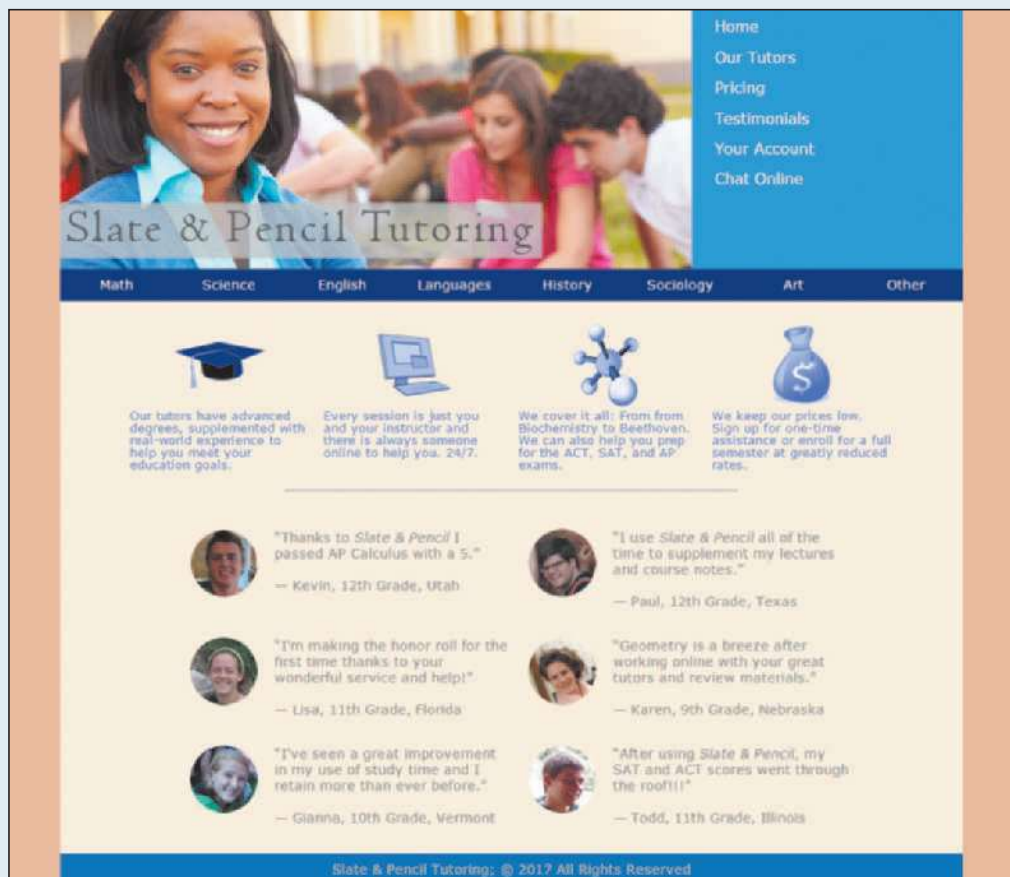 Home
Our Tutors
Pricing
Testimonials
Your Account
Chat Online
Slate & Pencil Tutoring
Math Science English Languages History Sociology Art Other
Our tutors have advanced
degrees, supplemented with
real-world experience to
help you meet your
education goals.
Every session is just you
and your instructor and
there is always someone
online to help you. 24/7.
We cover it all: From from
Biochemistry to Beethoven.
We can also help you prep
for the ACT, SAT, and AP
exams.
We keep our prices low.
Sign up for one-time
assistance or enroll for a full
semester at greatly reduced
rates.
"Thanks to Slate & Pencil I
passed AP Calculus with a 5."
— Kevin, 12th Grade, Utah
"I use Slate & Pencil all of the
time to supplement my lectures
and course notes."
— Paul, 12th Grade, Texas
"I'm making the honor roll for the
first time thanks to your
wonderful service and help!"
— Lisa, 11th Grade, Florida
"Geometry is a breeze after
working online with your great
tutors and review materials."
— Karen, 9th Grade, Nebraska
"I've seen a great improvement
in my use of study time and I
retain more than ever before."
— Gianna, 10th Grade, Vermont
"After using Slate & Pencil, my
SAT and ACT scores went through
the roof!!!"
— Todd, 11th Grade, Illinois
Slate & Pencil Tutoring; © 2017 All Rights Reserved